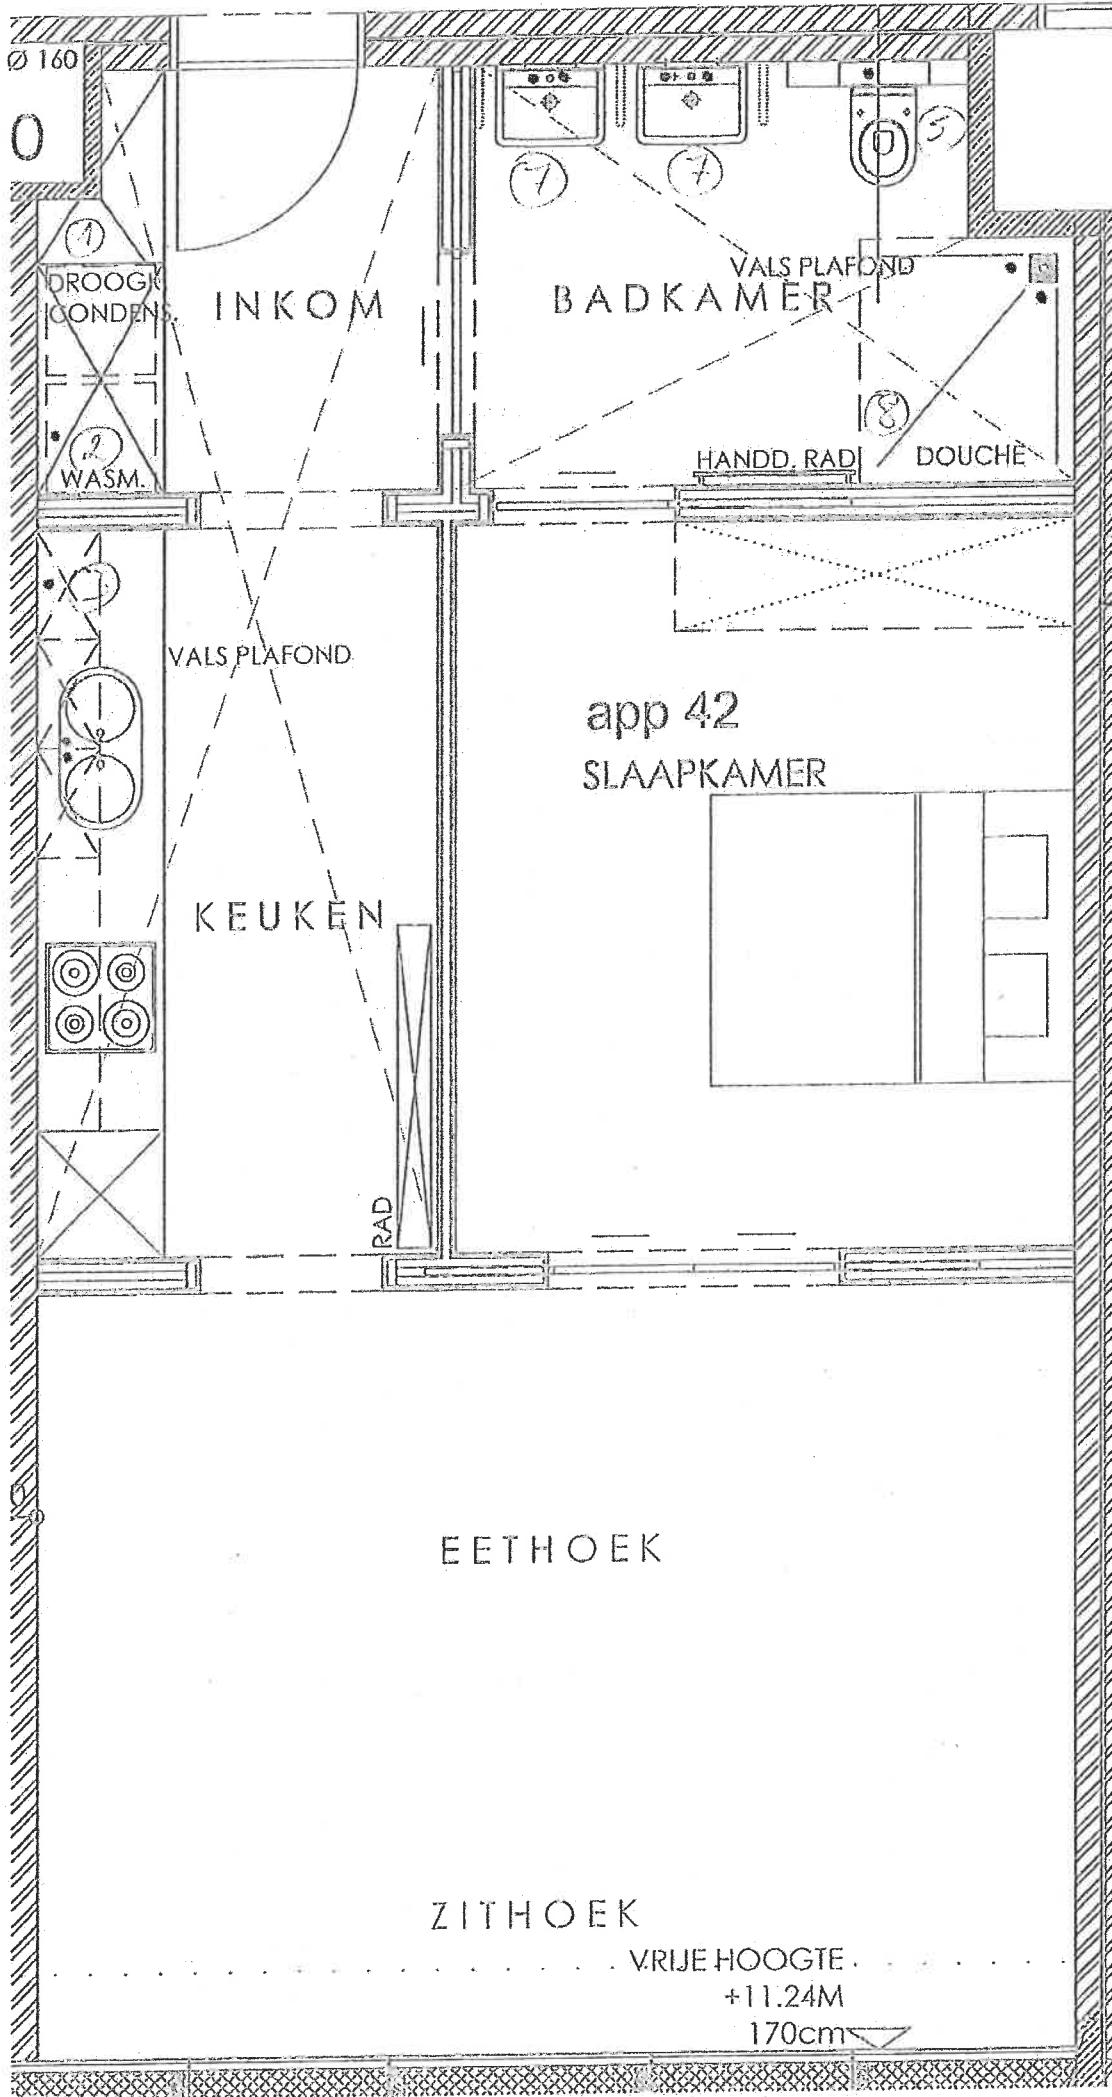 Ø 160
0
7
7
5
1
VALS PLAFOND
DROOGK
CONDENS.
INKOM
BADKAMER
8
2
WASM.
HANDD. RAD
DOUCHE
VALS PLAFOND
app 42
SLAAPKAMER
KEUKEN
RAD
EETHOEK
ZITHOEK
VRIJE HOOGTE
+11.24M
170cm